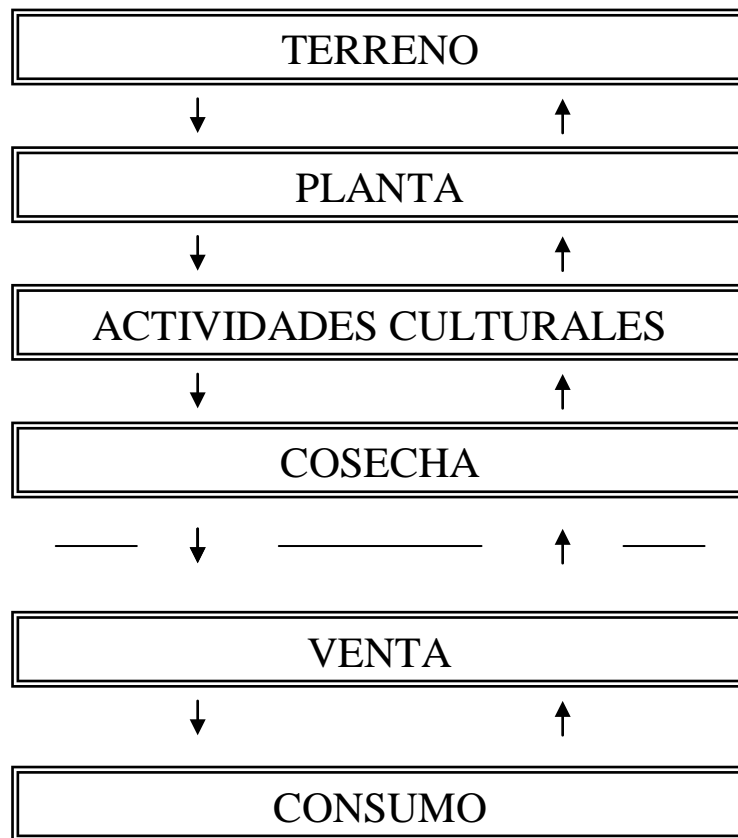 TERRENO
PLANTA
ACTIVIDADES CULTURALES
COSECHA
VENTA
CONSUMO